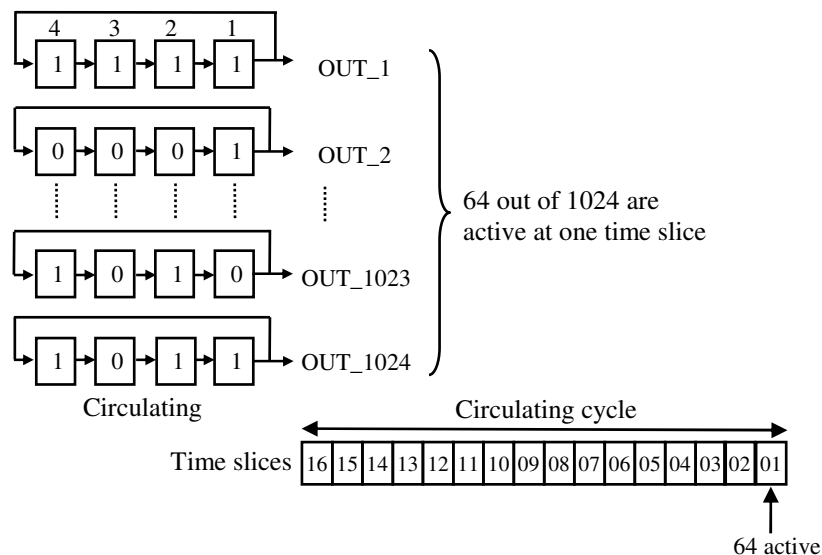 4 3 2 1
1 1 1 1 OUT_1
0 0 0 1 OUT_2
1 0 1 0 OUT_1023
1 0 1 1 OUT_1024
64 out of 1024 are
active at one time slice
Circulating
Circulating cycle
Time slices 16 15 14 13 12 11 10 09 08 07 06 05 04 03 02 01
64 active